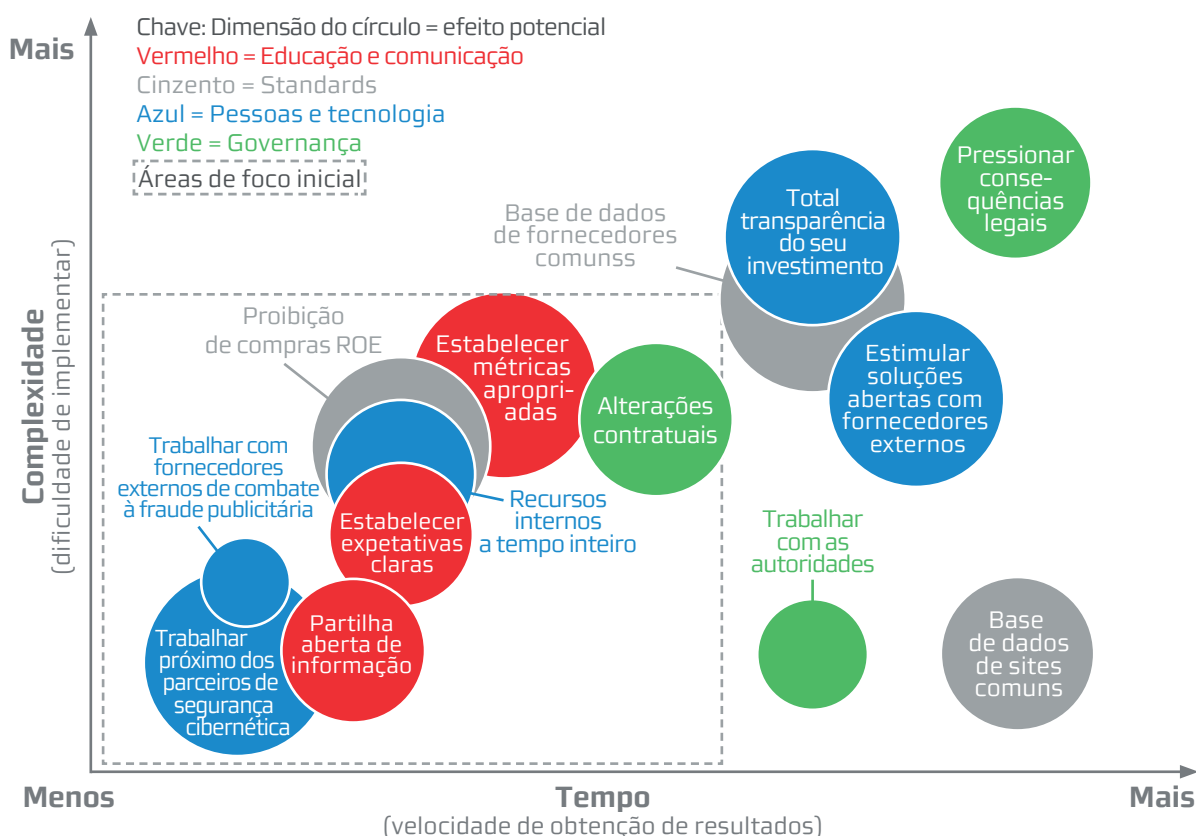 Mais
Chave: Dimensão do círculo = efeito potencial
Vermelho = Educação e comunicação
Cinzento = Standards
Azul = Pessoas e tecnologia
Verde = Governança
Áreas de foco inicial
Complexidade
(dificuldade de implementar)
Pressionar
conse-
quências
legais
Total
transparência
do seu
investimento
Base de dados
de fornecedores
comunss
Estimular
soluções
abertas com
fornecedores
externos
Proibição
de compras ROE
Estabelecer
métricas
apropri-
adas
Alterações
contratuais
Trabalhar com
fornecedores
externos de combate
à fraude publicitária
Recursos
internos
a tempo inteiro
Estabelecer
expetativas
claras
Partilha
aberta de
informação
Trabalhar
próximo dos
parceiros de
segurança
cibernética
Trabalhar
com as
autoridades
Base
de dados
de sites
comuns
Menos
Tempo
Mais
(velocidade de obtenção de resultados)